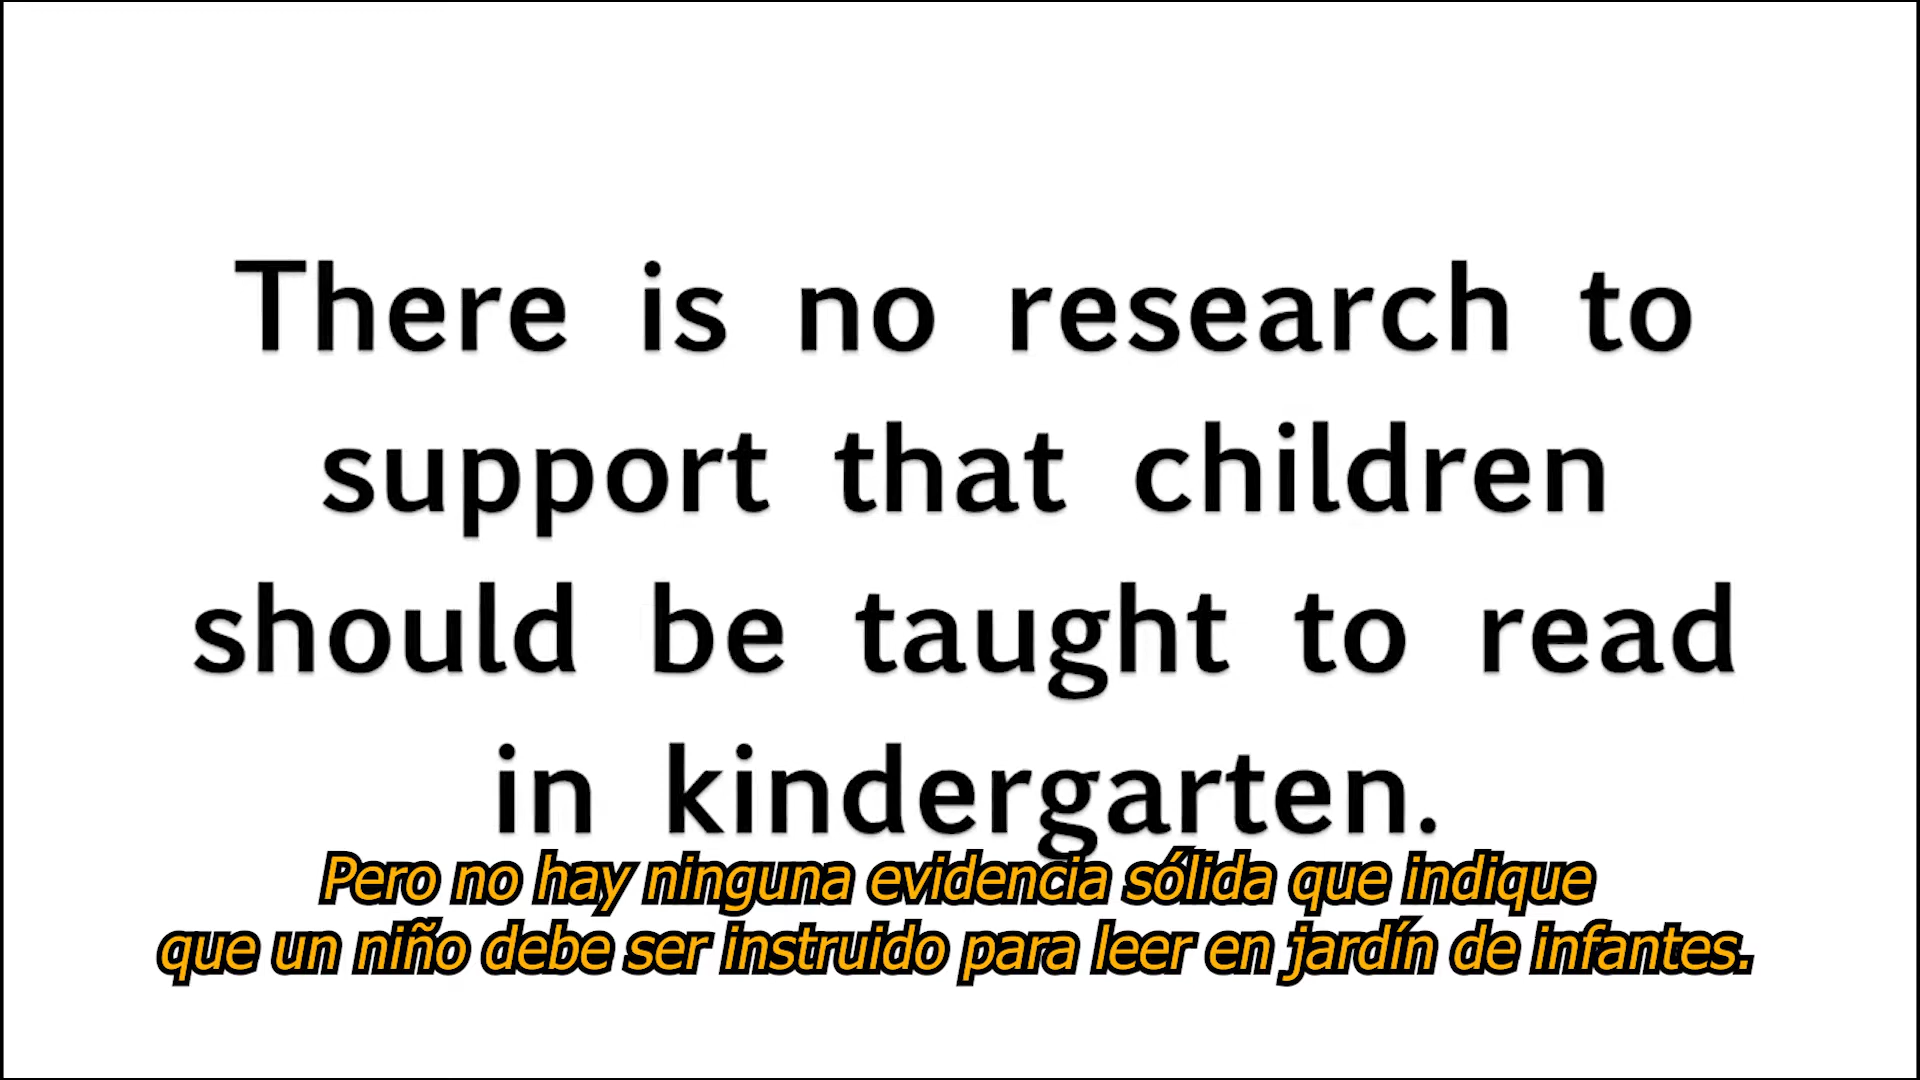 There is no research to
support that children
should be taught to read
in kindergarten.
Pero no hay ninguna evidencia sólida que indique
que un niño debe ser instruido para leer en jardín de infantes.